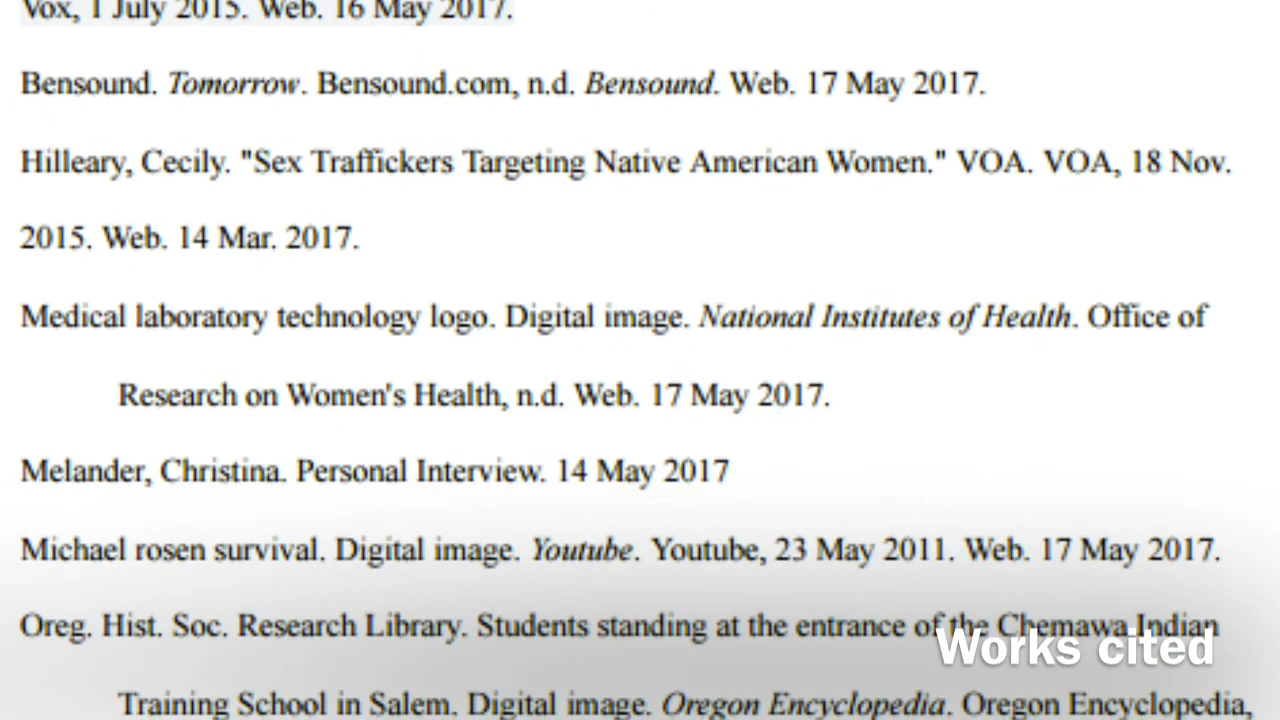 Vox, 1 July 2015. Web. 16 May 2017.
Bensound. Tomorrow. Bensound.com, n.d. Bensound. Web. 17 May 2017.
Hilleary, Cecily. "Sex Traffickers Targeting Native American Women." VOA. VOA, 18 Nov.
2015. Web. 14 Mar. 2017.
Medical laboratory technology logo. Digital image. National Institutes of Health. Office of
Research on Women's Health, n.d. Web. 17 May 2017.
Melander, Christina. Personal Interview. 14 May 2017
Michael rosen survival. Digital image. Youtube. Youtube, 23 May 2011. Web. 17 May 2017.
Oreg. Hist. Soc. Research Library. Students standing at the entrance of the Chemawa Indian
Works cited
Training School in Salem. Digital image. Oregon Encyclopedia. Oregon Encyclopedia,